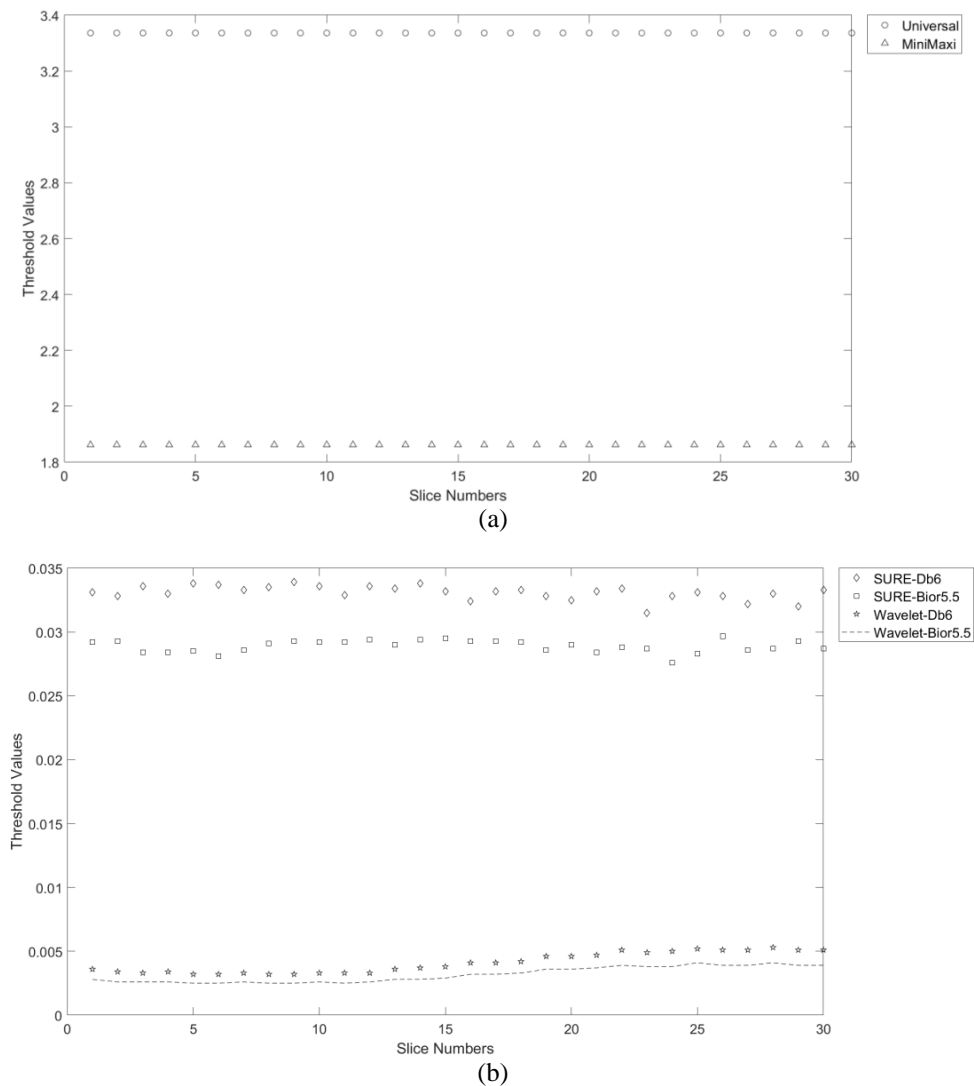 3.4
3.2
3
2.8
2.6
2.4
2.2
2
1.8
Threshold Values
0 5 10 15 20 25 30
Slice Numbers
Universal
MiniMaxi
(a)
0.035
0.03
0.025
0.02
0.015
0.01
0.005
0
Threshold Values
0 5 10 15 20 25 30
Slice Numbers
SURE-Db6
SURE-Bior5.5
Wavelet-Db6
Wavelet-Bior5.5
(b)